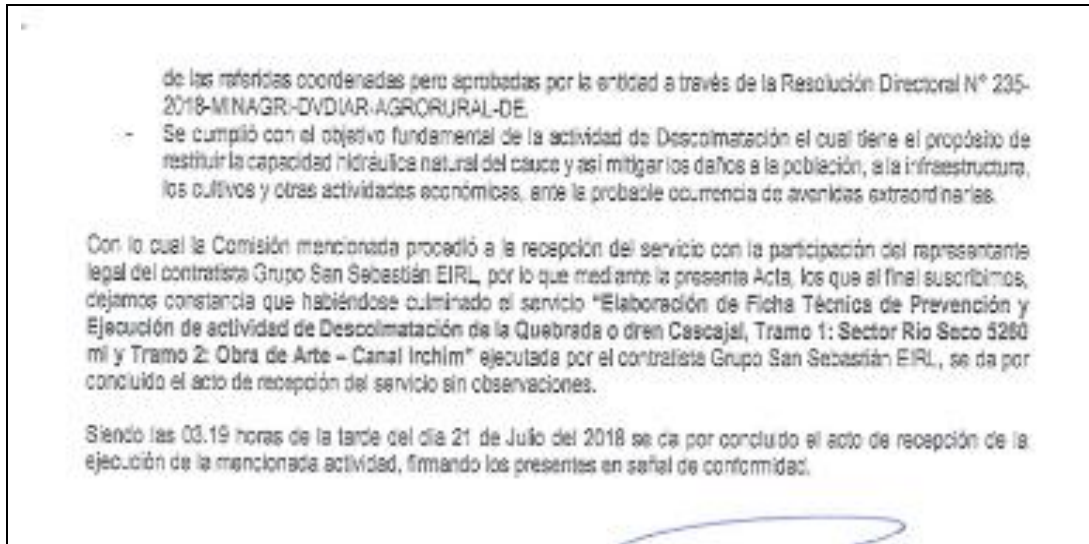 de las referidas coordenadas pero aprobadas por la entidad a través de la Resolución Directoral N° 235-
2018-MINAGRI-DVDIAR-AGRORURAL-DE.
- Se cumplió con el objetivo fundamental de la actividad de Descolmatación el cual tiene el propósito de
restituir la capacidad hidráulica natural del cauce y así mitigar los daños a la población, a la infraestructura,
los cultivos y otras actividades económicas, ante la probable ocurrencia de avenidas extraordinarias.
Con lo cual la Comisión mencionada procedió a la recepción del servicio con la participación del representante
legal del contratista Grupo San Sebastián EIRL, por lo que mediante la presente Acta, los que al final suscribimos,
dejamos constancia que habiéndose culminado el servicio "Elaboración de Ficha Técnica de Prevención y
Ejecución de actividad de Descolmatación de la Quebrada o dren Cascajal, Tramo 1: Sector Rio Seco 5260
ml y Tramo 2: Obra de Arte – Canal Irchim" ejecutada por el contratista Grupo San Sebastián EIRL, se da por
concluido el acto de recepción del servicio sin observaciones.
Siendo las 03.19 horas de la tarde del día 21 de Julio del 2018 se da por concluido el acto de recepción de la
ejecución de la mencionada actividad, firmando los presentes en señal de conformidad.